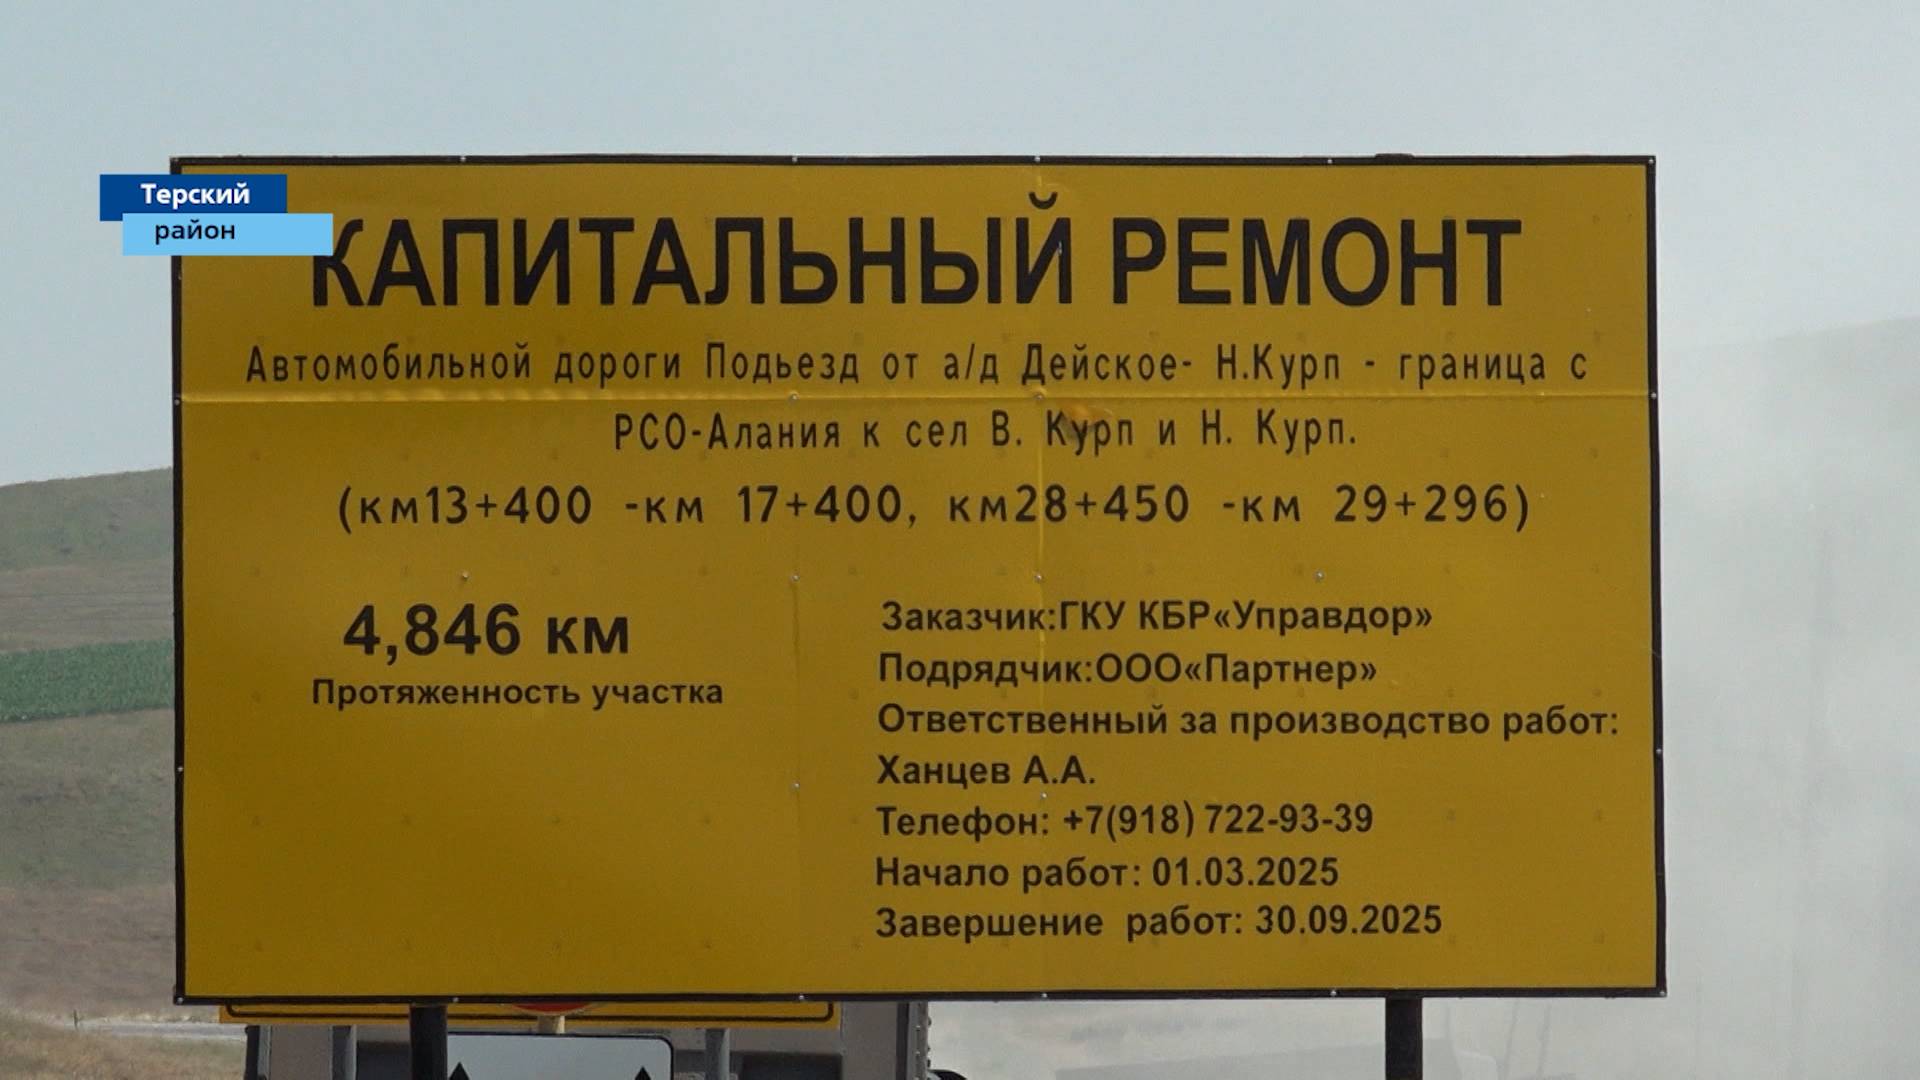 Терский
район
КАПИТАЛЬНЫЙ РЕМОНТ
Автомобильной дороги Подьезд от а/д Дейское- Н.Курп - граница с
РСО-Алания к сел В. Курп и Н. Курп.
(км13+400 -км 17+400, км28+450 -км 29+296)
4,846 км
Протяженность участка
Заказчик:ГКУ КБР«Управдор»
Подрядчик:ООО«Партнер»
Ответственный за производство работ:
Ханцев А.А.
Телефон: +7(918) 722-93-39
Начало работ: 01.03.2025
Завершение работ: 30.09.2025